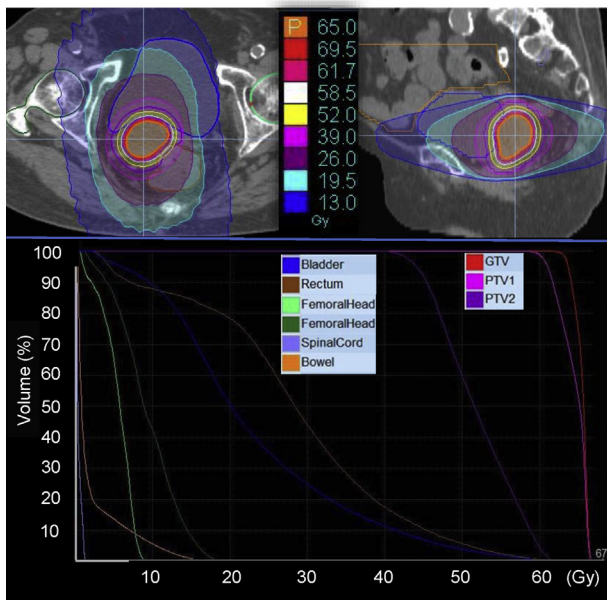 P 65.0
69.5
61.7
58.5
52.0
39.0
26.0
19.5
13.0
Gy
100
90
80
70
60
50
40
30
20
10
Volume (%)
Bladder
Rectum
FemoralHead
FemoralHead
SpinalCord
Bowel
GTV
PTV1
PTV2
67
10 20 30 40 50 60 (Gy)